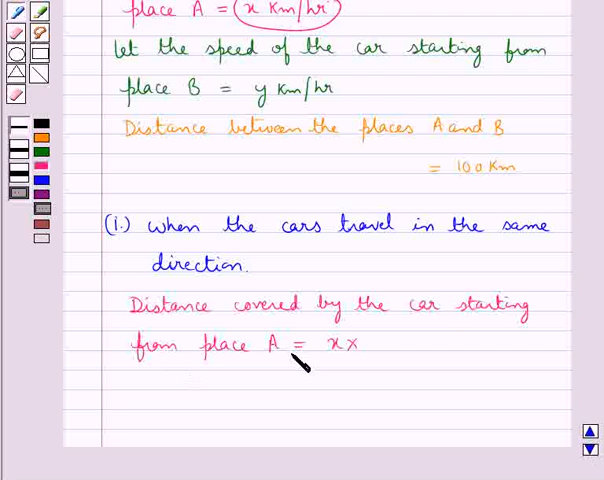 place A = x Km/hr
let the speed of the car starting from
place B = y Km/hr
Distance between the places A and B
= 100 Km
(i.) when the cars travel in the same
direction.
Distance covered by the car starting
from place A = x×